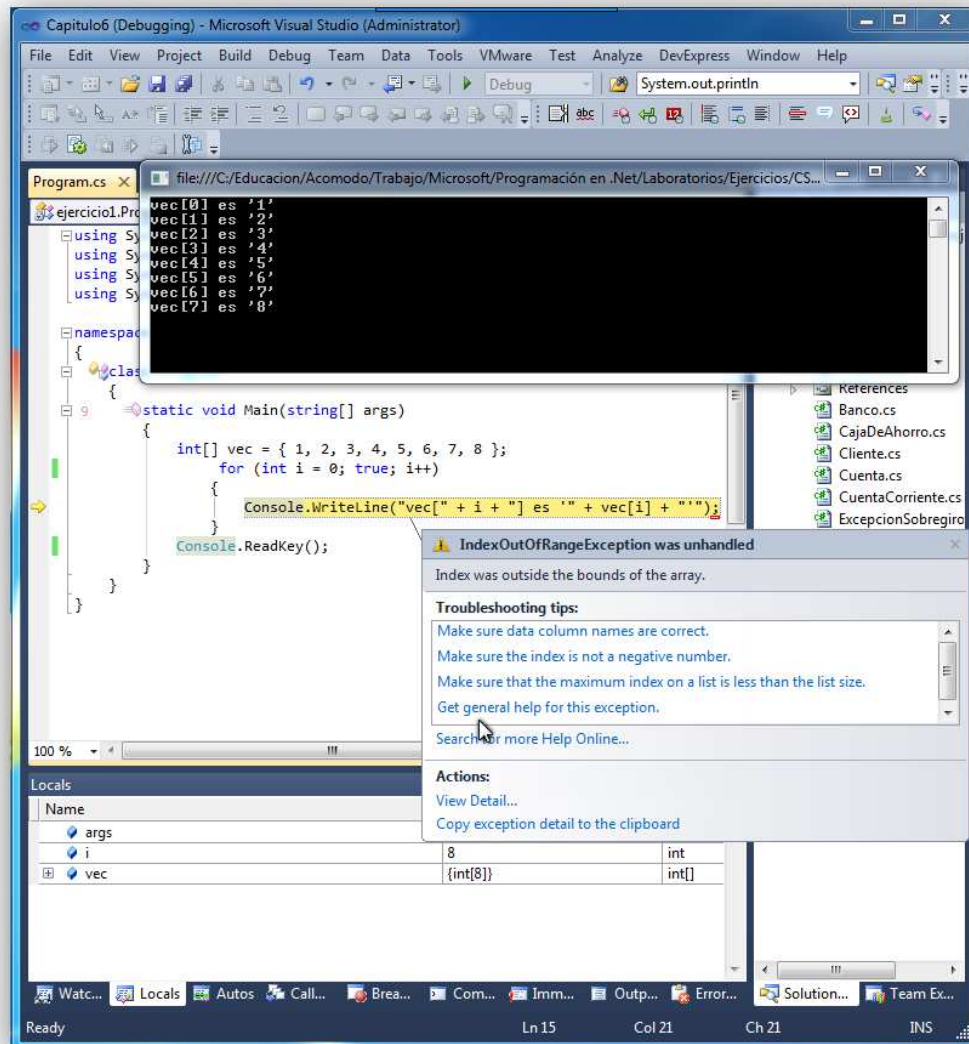 Capitulo6 (Debugging) - Microsoft Visual Studio (Administrator)
File Edit View Project Build Debug Team Data Tools VMware Test Analyze DevExpress Window Help
Debug System.out.println
abc
Program.cs
file:///C:/Educacion/Acomodo/Trabajo/Microsoft/Programación en .Net/Laboratorios/Ejercicios/CS...
vec[0] es '1'
vec[1] es '2'
vec[2] es '3'
vec[3] es '4'
vec[4] es '5'
vec[5] es '6'
vec[6] es '7'
vec[7] es '8'
ejercicio1.Pro
using Sy
using Sy
using Sy
using Sy
namespac
{
clas
{
9 static void Main(string[] args)
{
int[] vec = { 1, 2, 3, 4, 5, 6, 7, 8 };
for (int i = 0; true; i++)
{
Console.WriteLine("vec[" + i + "] es '" + vec[i] + "'");
}
Console.ReadKey();
}
}
}
References
Banco.cs
CajaDeAhorro.cs
Cliente.cs
Cuenta.cs
CuentaCorriente.cs
ExcepcionSobregiro
IndexOutOfRangeException was unhandled
Index was outside the bounds of the array.
Troubleshooting tips:
Make sure data column names are correct.
Make sure the index is not a negative number.
Make sure that the maximum index on a list is less than the list size.
Get general help for this exception.
Search for more Help Online...
Actions:
View Detail...
Copy exception detail to the clipboard
100 %
Locals
Name
args
i 8 int
vec {int[8]} int[]
Watc... Locals Autos Call... Brea... Com... Imm... Outp... Error... Solution... Team Ex...
Ready Ln 15 Col 21 Ch 21 INS